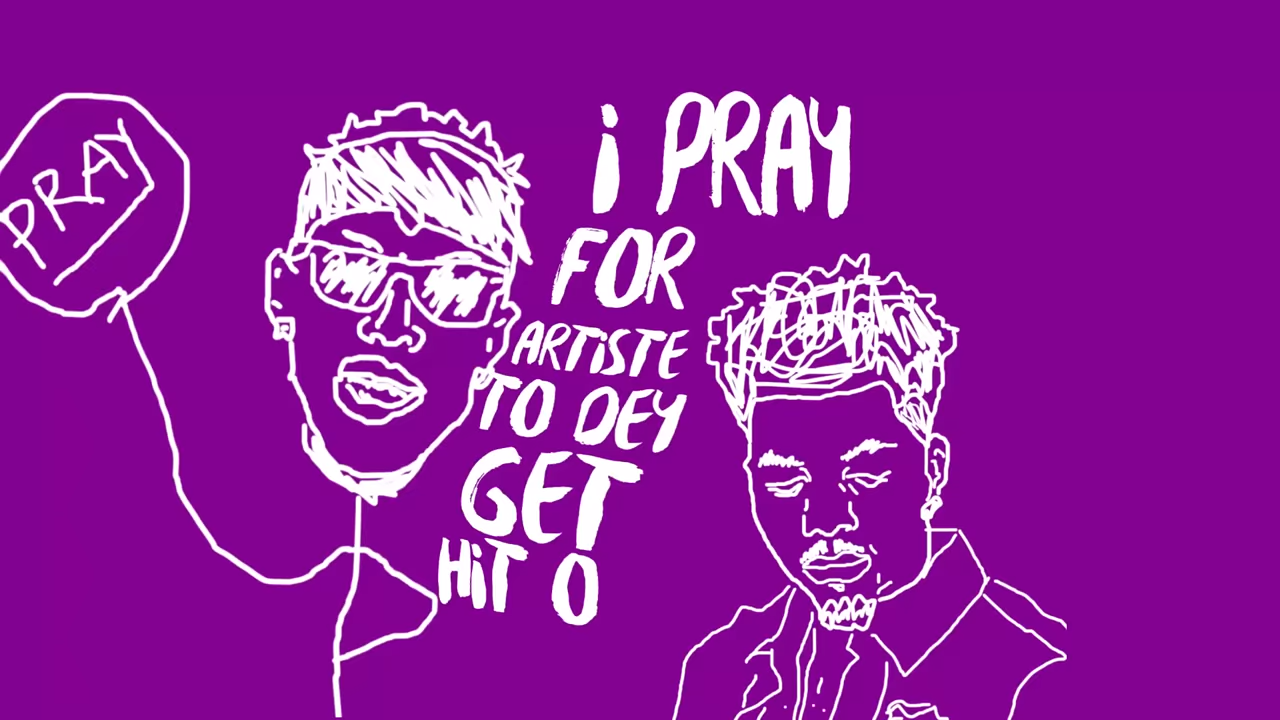 PRAY
i PRAY
FOR
ARTiSTE
TO DEY
GET
HiT O